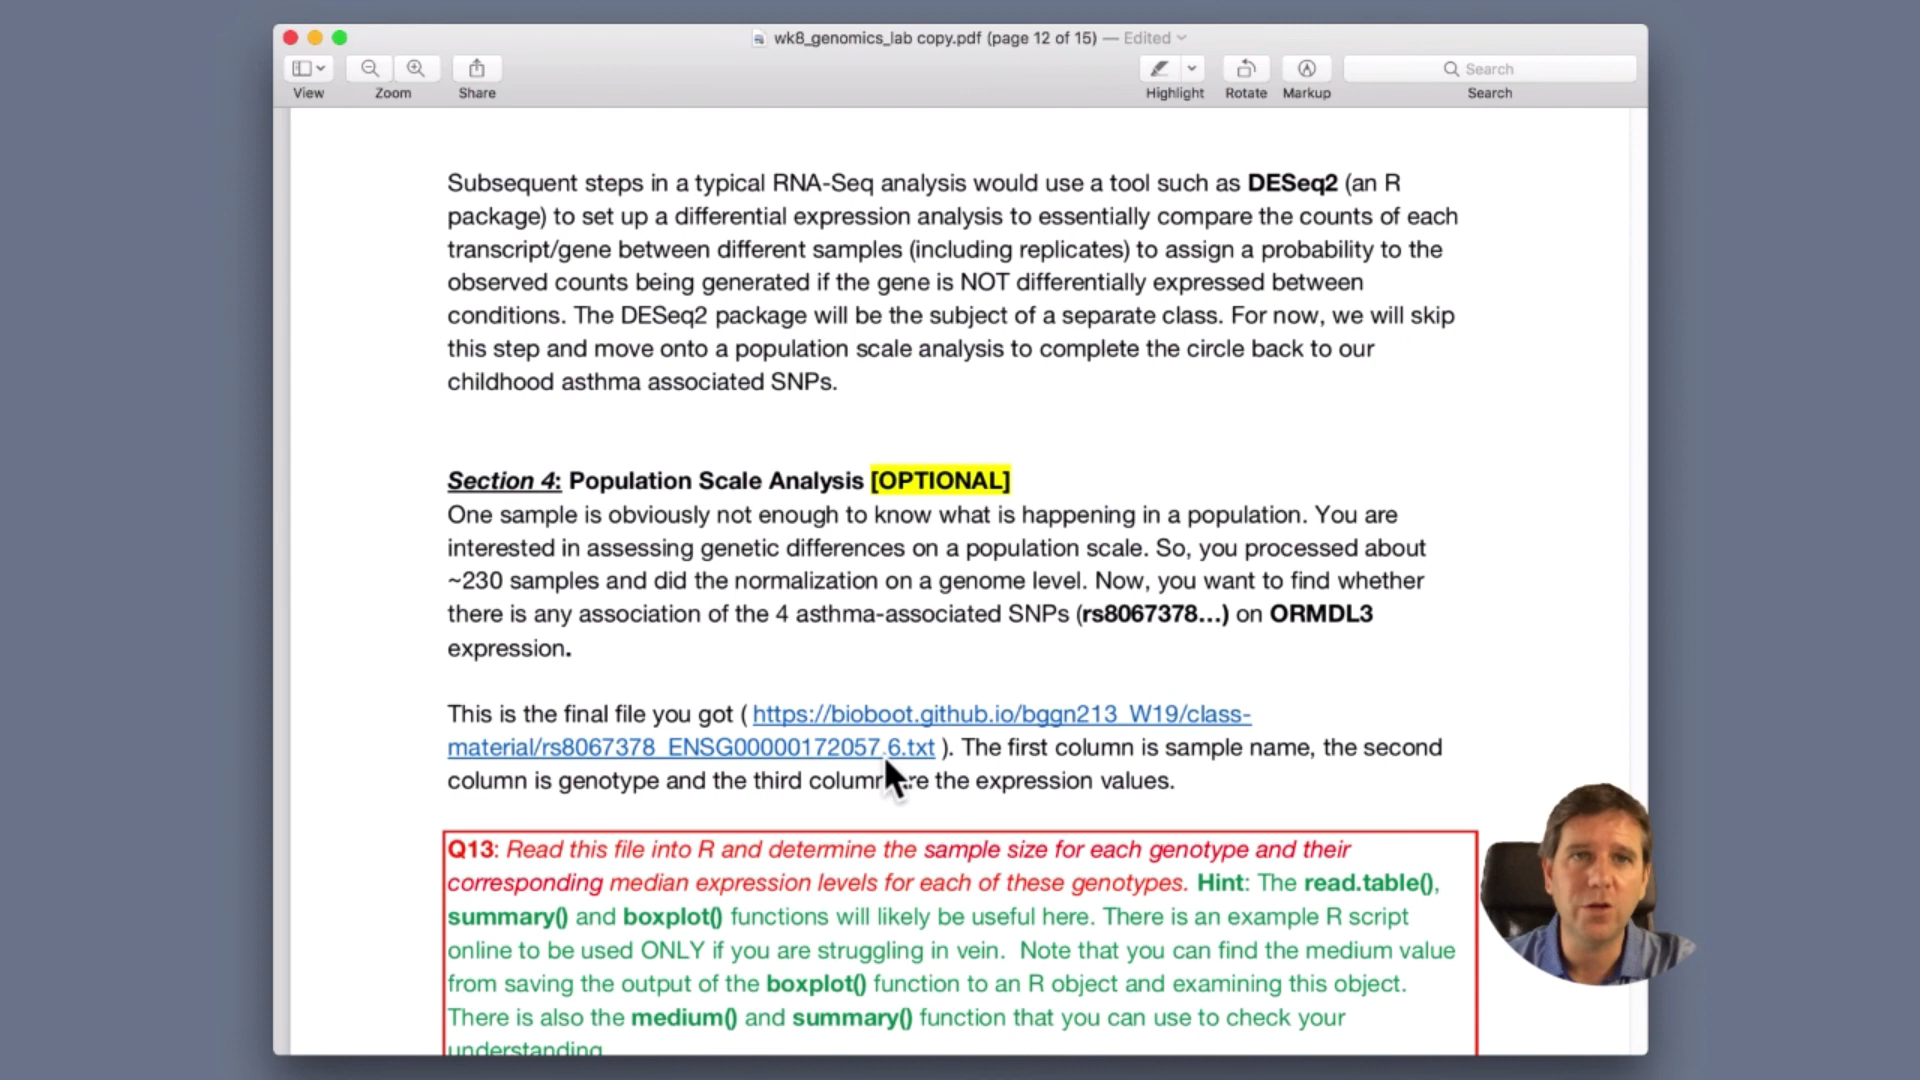 wk8_genomics_lab copy.pdf (page 12 of 15) — Edited
View
Zoom
Share
Highlight
Rotate
Markup
Search
Search
Subsequent steps in a typical RNA-Seq analysis would use a tool such as DESeq2 (an R
package) to set up a differential expression analysis to essentially compare the counts of each
transcript/gene between different samples (including replicates) to assign a probability to the
observed counts being generated if the gene is NOT differentially expressed between
conditions. The DESeq2 package will be the subject of a separate class. For now, we will skip
this step and move onto a population scale analysis to complete the circle back to our
childhood asthma associated SNPs.
Section 4: Population Scale Analysis [OPTIONAL]
One sample is obviously not enough to know what is happening in a population. You are
interested in assessing genetic differences on a population scale. So, you processed about
~230 samples and did the normalization on a genome level. Now, you want to find whether
there is any association of the 4 asthma-associated SNPs (rs8067378...) on ORMDL3
expression.
This is the final file you got ( https://bioboot.github.io/bggn213_W19/class-
material/rs8067378_ENSG00000172057.6.txt ). The first column is sample name, the second
column is genotype and the third column the expression values.
Q13: Read this file into R and determine the sample size for each genotype and their
corresponding median expression levels for each of these genotypes. Hint: The read.table(),
summary() and boxplot() functions will likely be useful here. There is an example R script
online to be used ONLY if you are struggling in vein. Note that you can find the medium value
from saving the output of the boxplot() function to an R object and examining this object.
There is also the medium() and summary() function that you can use to check your
understanding